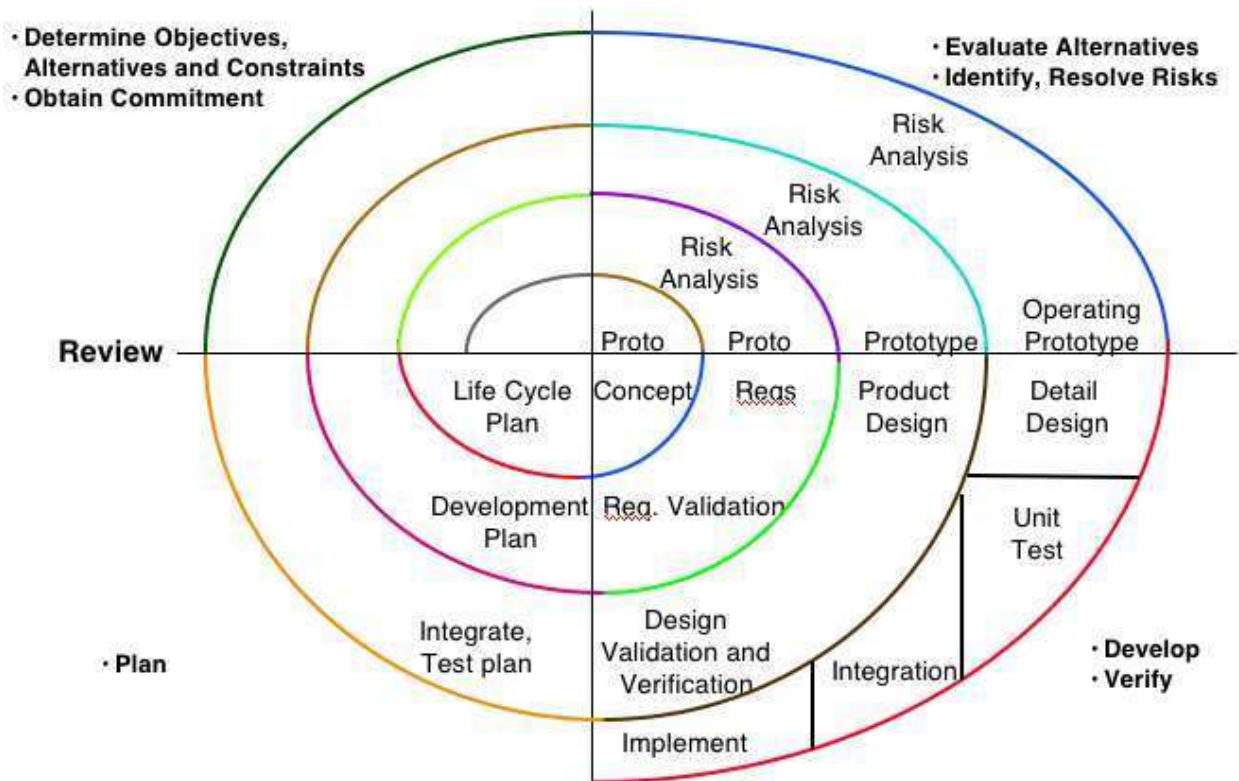 · Determine Objectives,
Alternatives and Constraints
· Obtain Commitment
· Evaluate Alternatives
· Identify, Resolve Risks
Risk
Analysis
Risk
Analysis
Risk
Analysis
Operating
Prototype
Proto
Proto
Prototype
Review
Life Cycle
Plan
Concept
Reqs
Product
Design
Detail
Design
Development
Plan
Req. Validation
Unit
Test
Integrate,
Test plan
Design
Validation and
Verification
Integration
Implement
· Plan
· Develop
· Verify